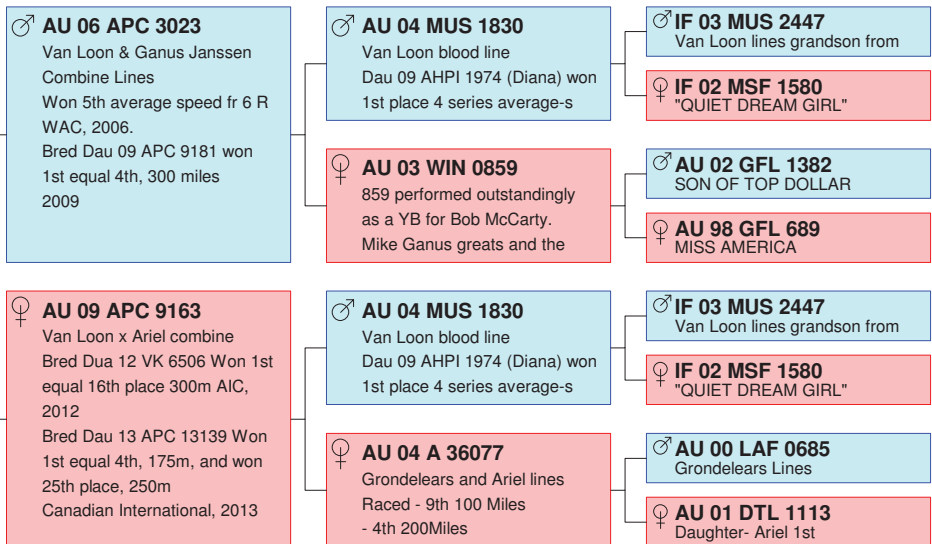 AU 06 APC 3023
Van Loon & Ganus Janssen
Combine Lines
Won 5th average speed fr 6 R
WAC, 2006.
Bred Dau 09 APC 9181 won
1st equal 4th, 300 miles
2009
AU 04 MUS 1830
Van Loon blood line
Dau 09 AHPI 1974 (Diana) won
1st place 4 series average-s
IF 03 MUS 2447
Van Loon lines grandson from
IF 02 MSF 1580
"QUIET DREAM GIRL"
AU 03 WIN 0859
859 performed outstandingly
as a YB for Bob McCarty.
Mike Ganus greats and the
AU 02 GFL 1382
SON OF TOP DOLLAR
AU 98 GFL 689
MISS AMERICA
AU 09 APC 9163
Van Loon x Ariel combine
Bred Dua 12 VK 6506 Won 1st
equal 16th place 300m AIC,
2012
Bred Dau 13 APC 13139 Won
1st equal 4th, 175m, and won
25th place, 250m
Canadian International, 2013
AU 04 MUS 1830
Van Loon blood line
Dau 09 AHPI 1974 (Diana) won
1st place 4 series average-s
IF 03 MUS 2447
Van Loon lines grandson from
IF 02 MSF 1580
"QUIET DREAM GIRL"
AU 04 A 36077
Grondelears and Ariel lines
Raced - 9th 100 Miles
- 4th 200Miles
AU 00 LAF 0685
Grondelears Lines
AU 01 DTL 1113
Daughter- Ariel 1st